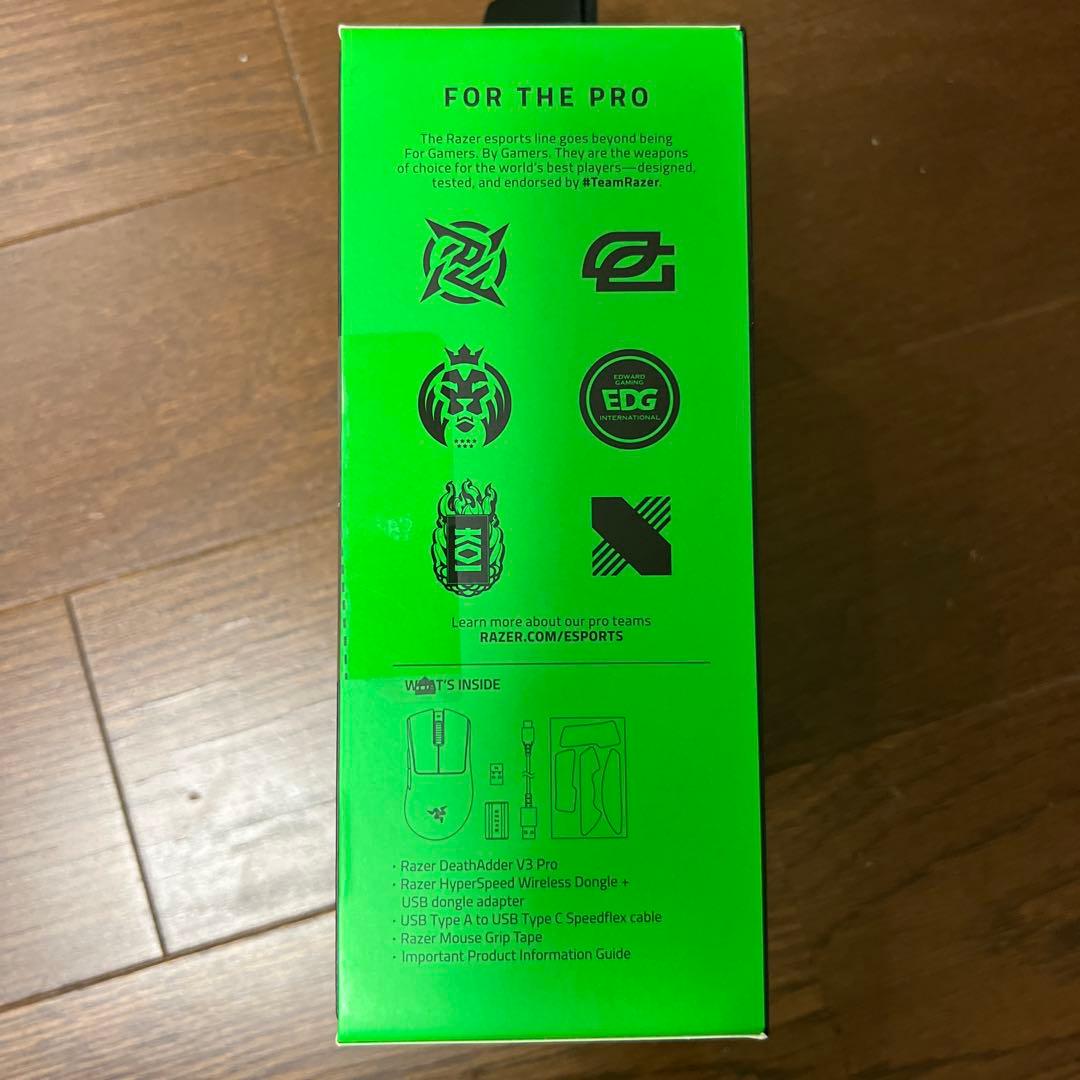 FOR THE PRO
The Razer esports line goes beyond being
For Gamers. By Gamers. They are the weapons
of choice for the world's best players—designed,
tested, and endorsed by #TeamRazer.
EDWARD
GAMING
EDG
INTERNATIONAL
KOI
Learn more about our pro teams
RAZER.COM/ESPORTS
WHAT'S INSIDE
RAZER
• Razer DeathAdder V3 Pro
• Razer HyperSpeed Wireless Dongle +
USB dongle adapter
• USB Type A to USB Type C Speedflex cable
• Razer Mouse Grip Tape
• Important Product Information Guide